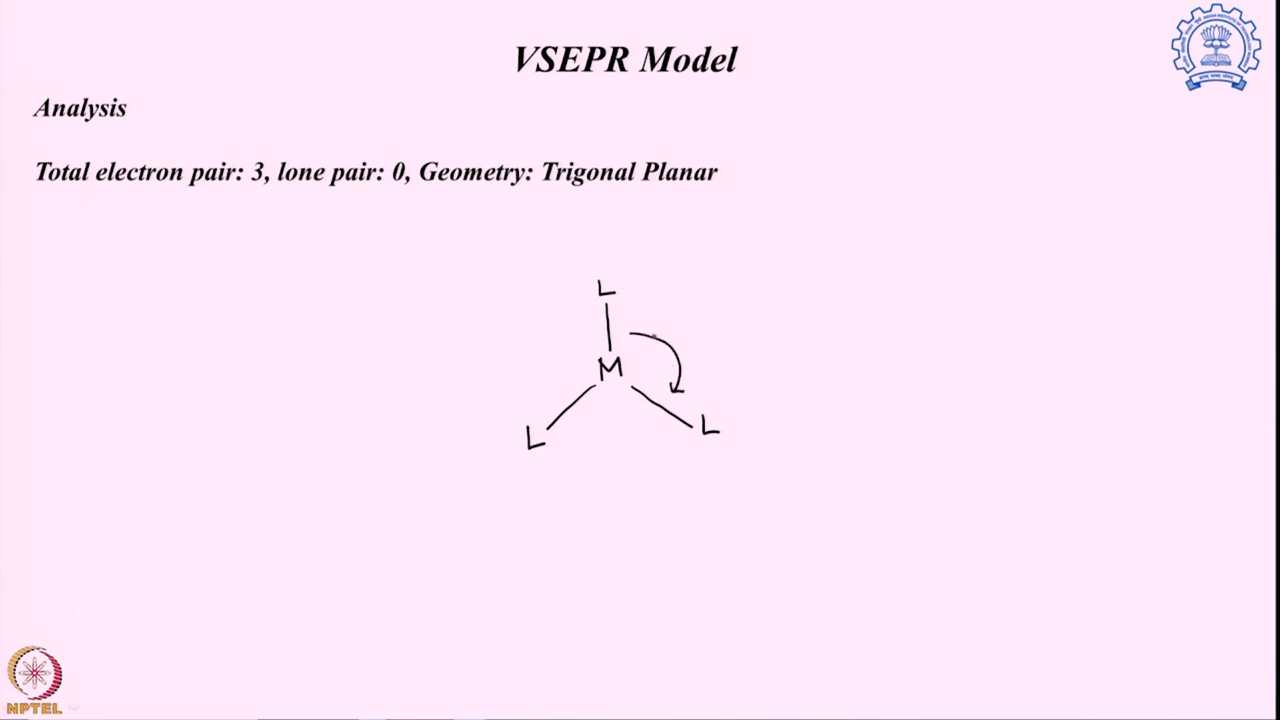 VSEPR Model
Analysis
Total electron pair: 3, lone pair: 0, Geometry: Trigonal Planar
L
M
L
L
NPTEL